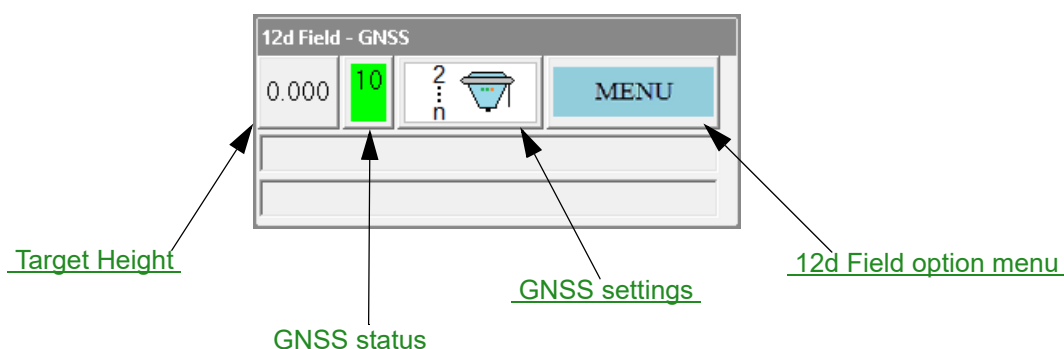 12d Field - GNSS
0.000
10
2
n
MENU
Target Height
12d Field option menu
GNSS settings
GNSS status